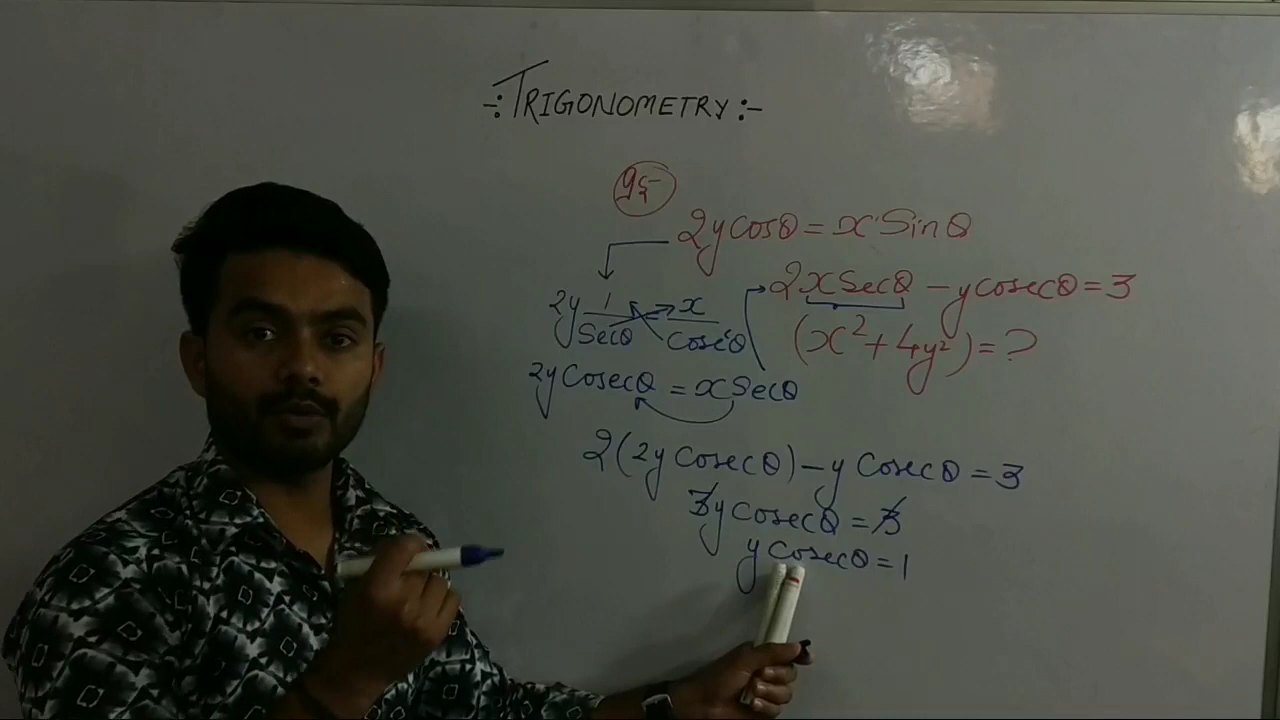 -: TRIGONOMETRY :-
2y cosθ = x Sinθ
2x Secθ - y cosecθ = 3
(x² + 4y²) = ?
2y 1/Secθ = x/Cosecθ
2y Cosecθ = x Secθ
2(2y Cosecθ) - y Cosecθ = 3
3y Cosecθ = 3
y Cosecθ = 1